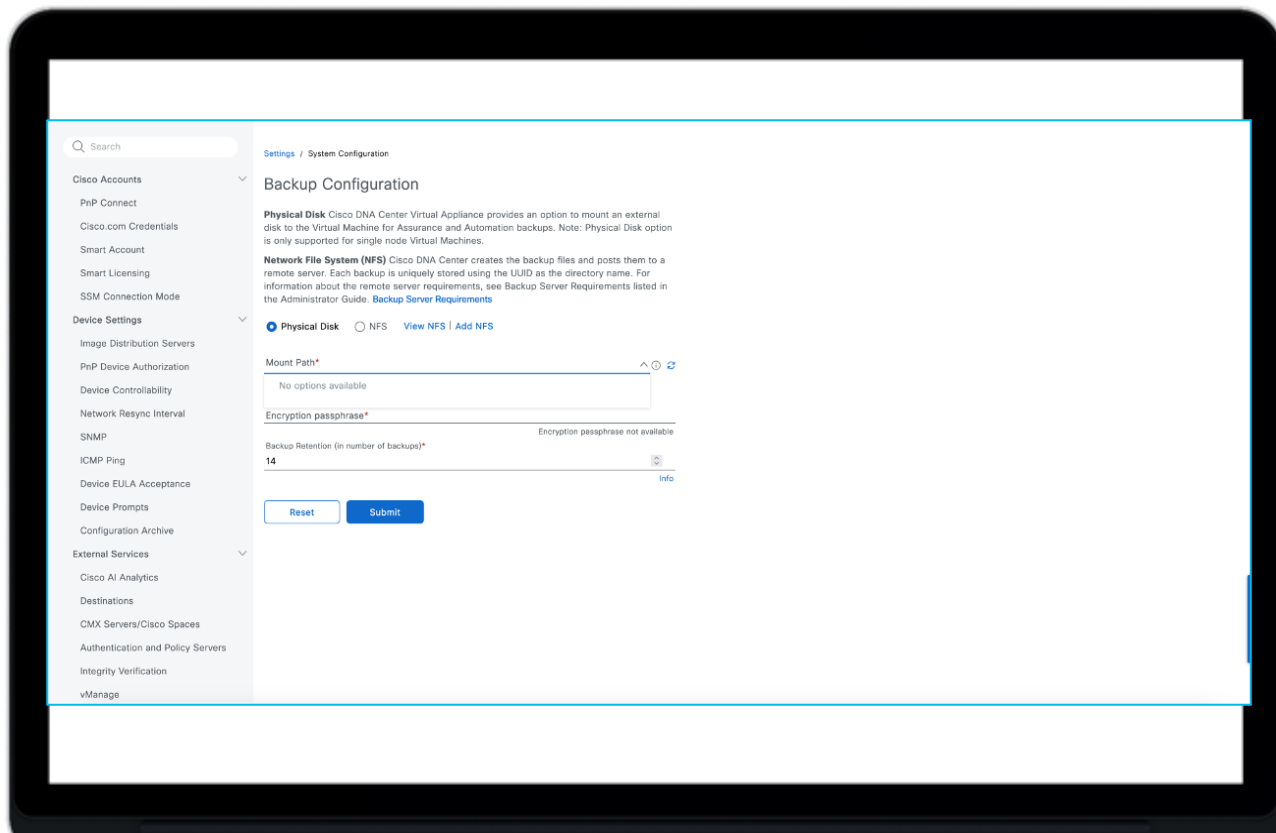 Search
Cisco Accounts
PnP Connect
Cisco.com Credentials
Smart Account
Smart Licensing
SSM Connection Mode
Device Settings
Image Distribution Servers
PnP Device Authorization
Device Controllability
Network Resync Interval
SNMP
ICMP Ping
Device EULA Acceptance
Device Prompts
Configuration Archive
External Services
Cisco AI Analytics
Destinations
CMX Servers/Cisco Spaces
Authentication and Policy Servers
Integrity Verification
vManage
Settings / System Configuration
Backup Configuration
Physical Disk Cisco DNA Center Virtual Appliance provides an option to mount an external
disk to the Virtual Machine for Assurance and Automation backups. Note: Physical Disk option
is only supported for single node Virtual Machines.
Network File System (NFS) Cisco DNA Center creates the backup files and posts them to a
remote server. Each backup is uniquely stored using the UUID as the directory name. For
information about the remote server requirements, see Backup Server Requirements listed in
the Administrator Guide. Backup Server Requirements
Physical Disk NFS View NFS | Add NFS
Mount Path*
No options available
Encryption passphrase*
Encryption passphrase not available
Backup Retention (in number of backups)*
14
Info
Reset Submit